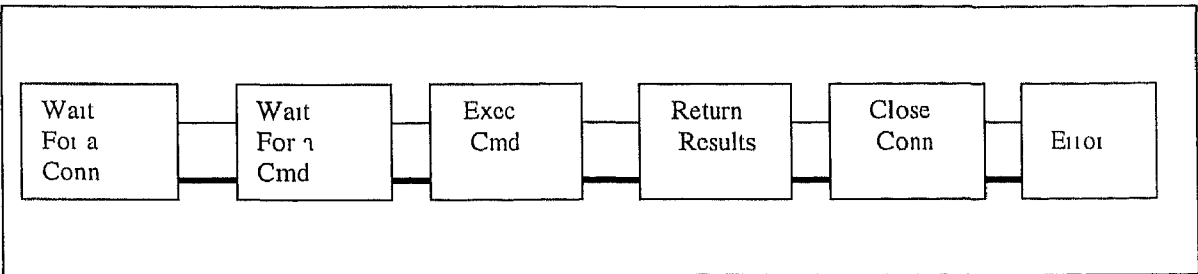 Wait
For a
Conn
Wait
For a
Cmd
Exec
Cmd
Return
Results
Close
Conn
Error